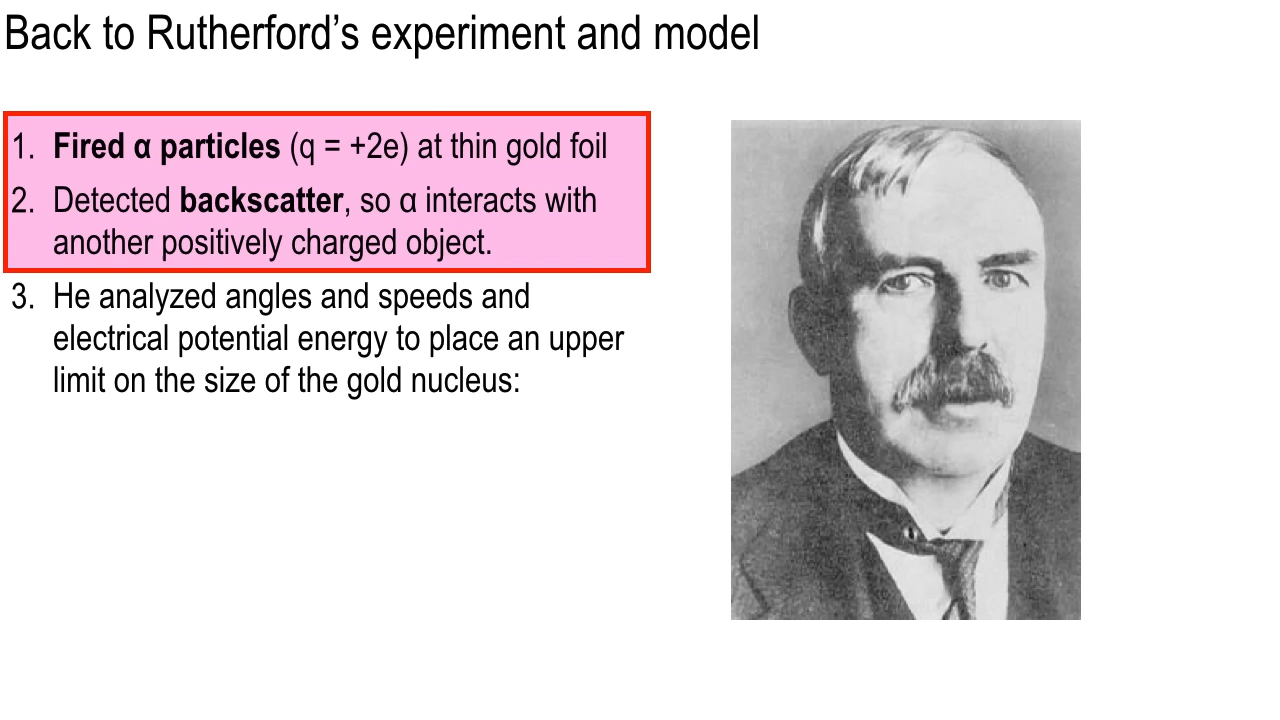 Back to Rutherford’s experiment and model
1. Fired α particles (q = +2e) at thin gold foil
2. Detected backscatter, so α interacts with
another positively charged object.
3. He analyzed angles and speeds and
electrical potential energy to place an upper
limit on the size of the gold nucleus: